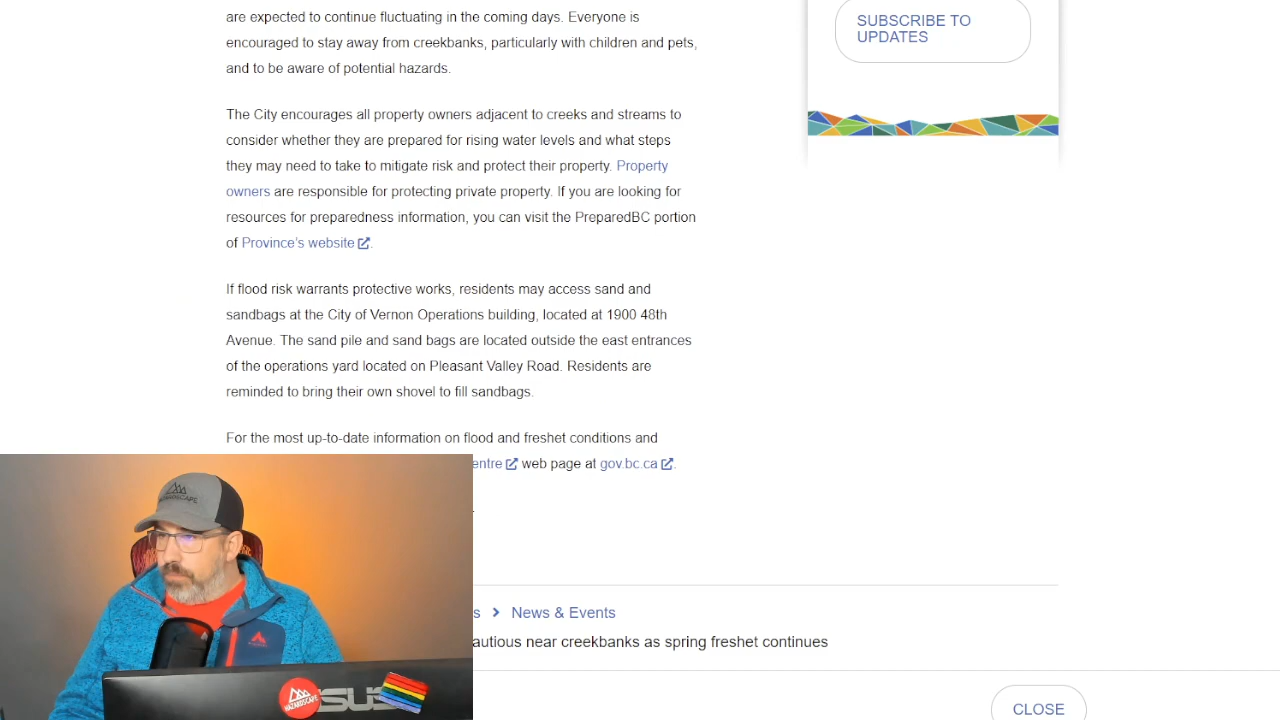 are expected to continue fluctuating in the coming days. Everyone is
encouraged to stay away from creekbanks, particularly with children and pets,
and to be aware of potential hazards.
SUBSCRIBE TO
UPDATES
The City encourages all property owners adjacent to creeks and streams to
consider whether they are prepared for rising water levels and what steps
they may need to take to mitigate risk and protect their property. Property
owners are responsible for protecting private property. If you are looking for
resources for preparedness information, you can visit the PreparedBC portion
of Province's website.
If flood risk warrants protective works, residents may access sand and
sandbags at the City of Vernon Operations building, located at 1900 48th
Avenue. The sand pile and sand bags are located outside the east entrances
of the operations yard located on Pleasant Valley Road. Residents are
reminded to bring their own shovel to fill sandbags.
For the most up-to-date information on flood and freshet conditions and
entre web page at gov.bc.ca.
s > News & Events
autious near creekbanks as spring freshet continues
CLOSE
HAZARDSCAPE
HAZARDSCAPE
ASUS